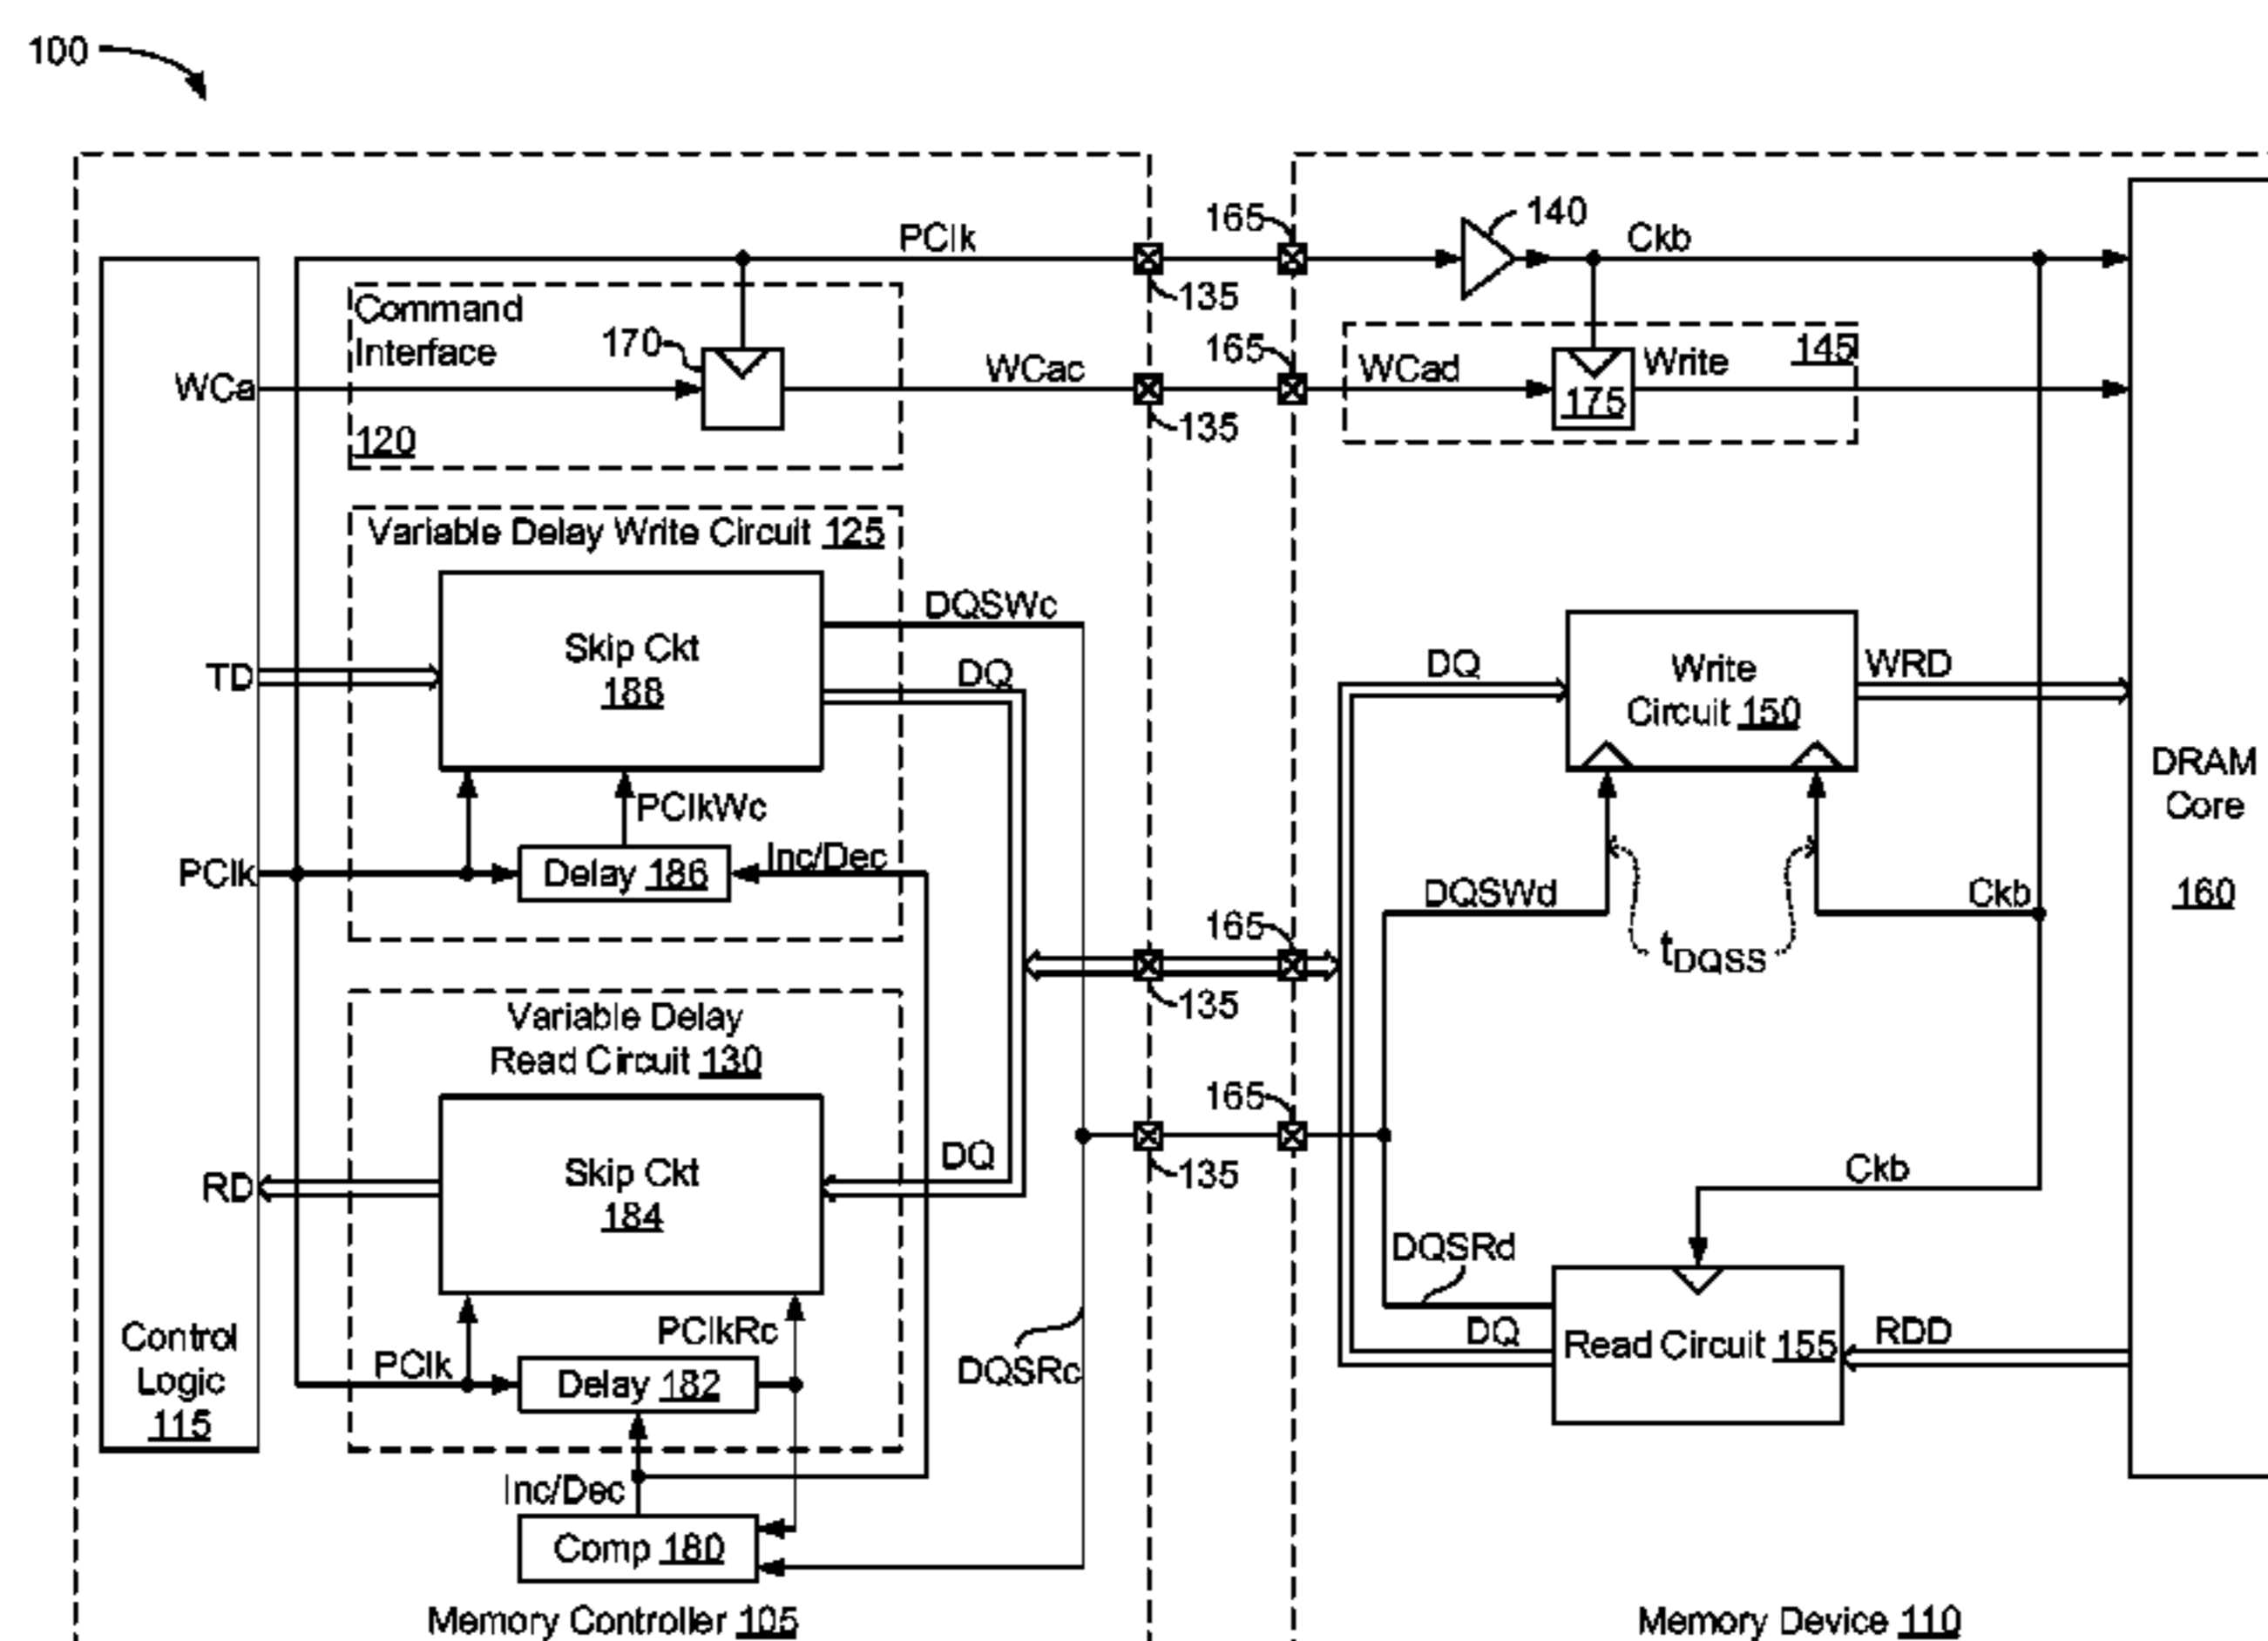 100
165
140
PClk
Ckb
135
Command
Interface
170
165
WCac
WCad
Write
145
WCa
175
120
135
Variable Delay Write Circuit 125
DQSWc
Skip Ckt
188
DQ
DQ
Write
Circuit 150
WRD
TD
DRAM
Core
160
PClkWc
Inc/Dec
PClk
Delay 186
DQSWd
Ckb
165
tDQSS
135
Variable Delay
Read Circuit 130
165
DQ
Skip Ckt
184
RD
135
Ckb
DQSRd
PClkRc
DQ
Read Circuit 155
RDD
Control
Logic
115
PClk
Delay 182
DQSRc
Inc/Dec
Comp 180
Memory Controller 105
Memory Device 110